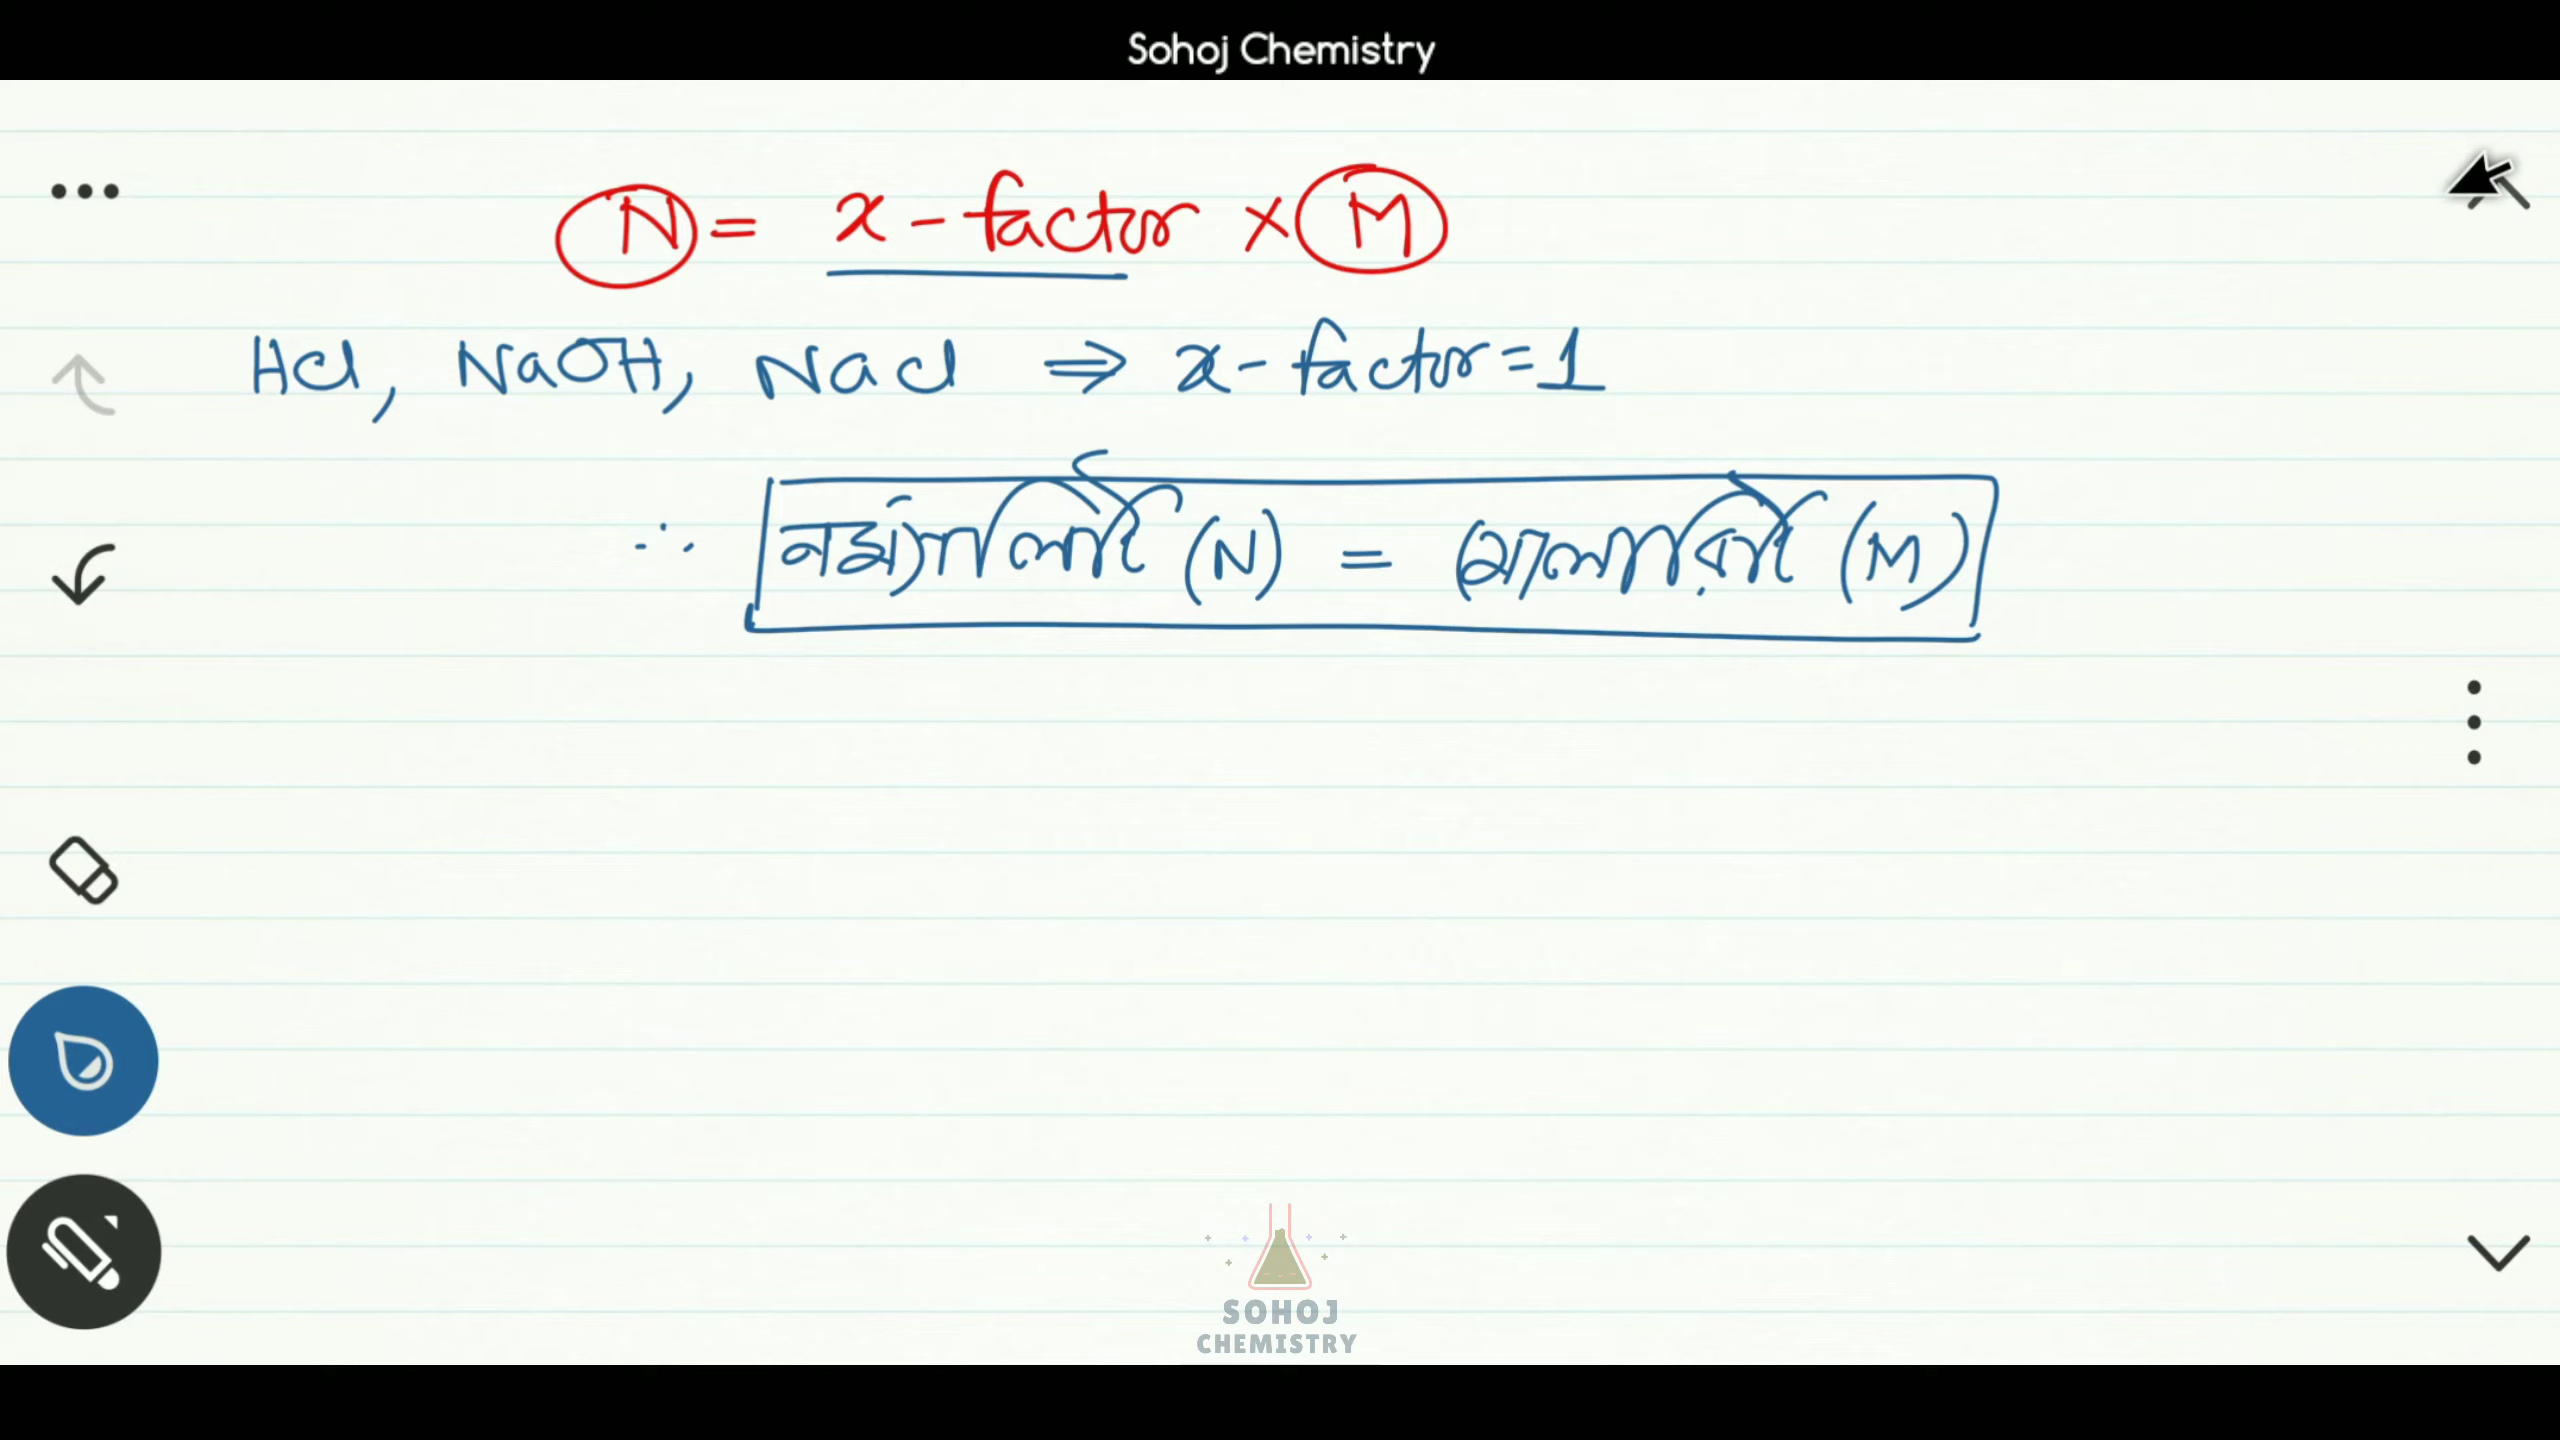 Sohoj Chemistry
N = x-factor × M
HCl, NaOH, NaCl ⇒ x-factor=1
∴ নর্মালিটি (N) = মোলারিটি (M)
SOHOJ
CHEMISTRY